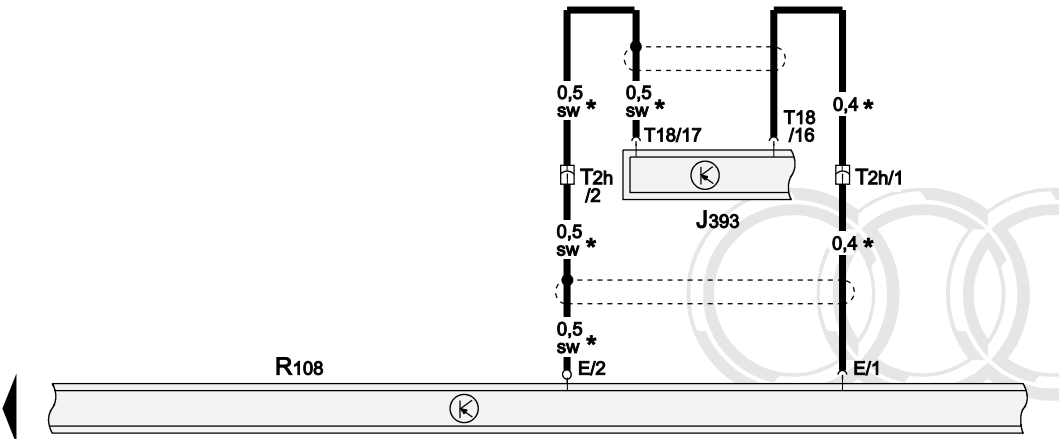 0,5
sw *
0,5
sw *
0,4 *
T18/17
T18
/16
T2h
/2
T2h/1
J393
0,5
sw *
0,4 *
0,5
sw *
R108
E/2
E/1